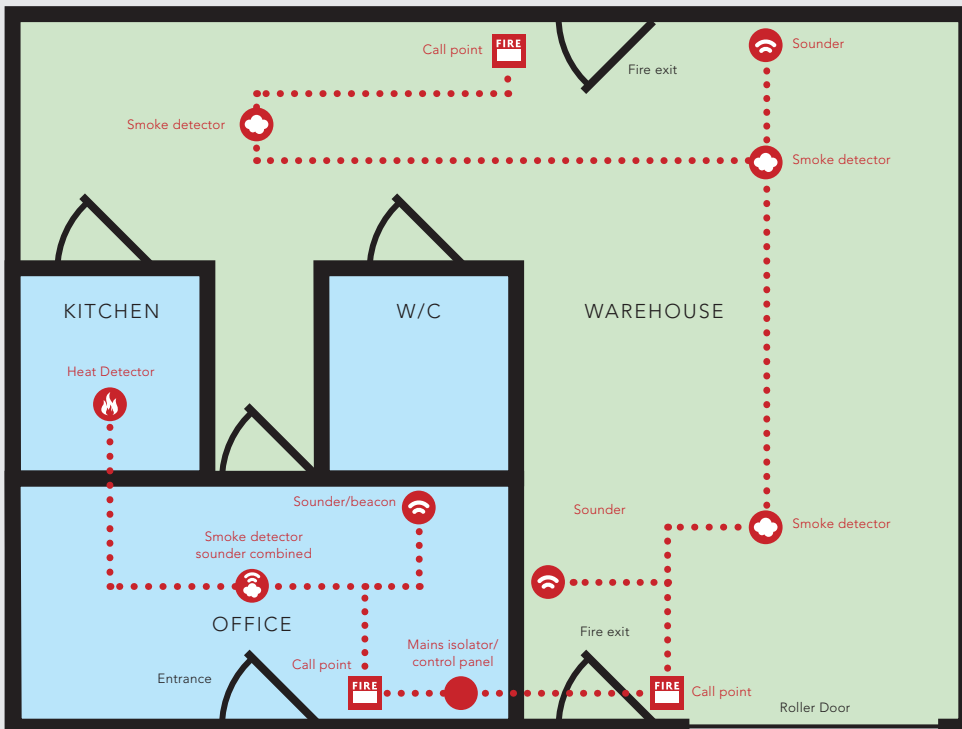 FIRE
Call point
Sounder
Fire exit
Smoke detector
Smoke detector
KITCHEN
W/C
WAREHOUSE
Heat Detector
Sounder/beacon
Sounder
Smoke detector
Smoke detector
sounder combined
OFFICE
Fire exit
Mains isolator/
control panel
Call point
Entrance
FIRE
FIRE
Call point
Roller Door